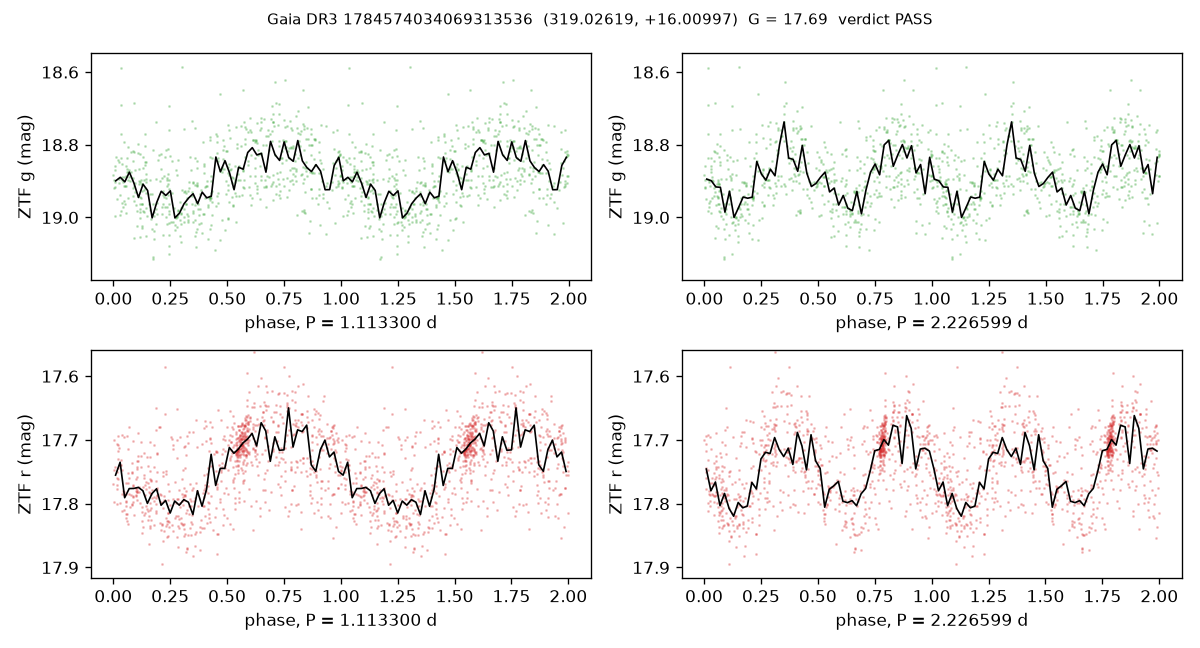 Gaia DR3 1784574034069313536 (319.02619, +16.00997) G = 17.69 verdict PASS
ZTF g (mag)
18.6
18.8
19.0
0.00 0.25 0.50 0.75 1.00 1.25 1.50 1.75 2.00
phase, P = 1.113300 d
ZTF g (mag)
18.6
18.8
19.0
0.00 0.25 0.50 0.75 1.00 1.25 1.50 1.75 2.00
phase, P = 2.226599 d
ZTF r (mag)
17.6
17.7
17.8
17.9
0.00 0.25 0.50 0.75 1.00 1.25 1.50 1.75 2.00
phase, P = 1.113300 d
ZTF r (mag)
17.6
17.7
17.8
17.9
0.00 0.25 0.50 0.75 1.00 1.25 1.50 1.75 2.00
phase, P = 2.226599 d